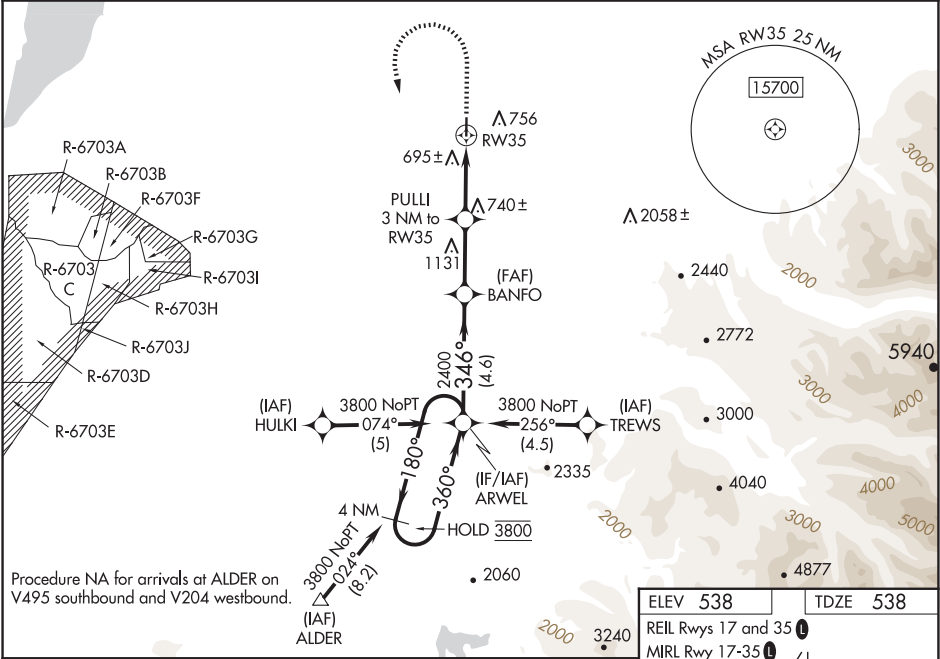 MSA RW35 25 NM
15700
756
RW35
695±
PULLI
3 NM to
RW35
740±
1131
(FAF)
BANFO
R-6703A
R-6703B
R-6703F
R-6703G
R-6703
C
R-6703I
R-6703H
R-6703J
R-6703D
R-6703E
2058±
2440
2772
3000
5940
4040
2335
4877
2060
3240
3000
2000
3000
4000
4000
3000
5000
2000
2000
2400
346°
(4.6)
(IAF)
HULKI
3800 NoPT
074°
(5)
3800 NoPT
256°
(4.5)
(IAF)
TREWS
(IF/IAF)
ARWEL
180°
360°
4 NM
HOLD 3800
3800 NoPT
024°
(8.2)
(IAF)
ALDER
Procedure NA for arrivals at ALDER on
V495 southbound and V204 westbound.
ELEV 538
TDZE 538
REIL Rwys 17 and 35 L
MIRL Rwy 17-35 L